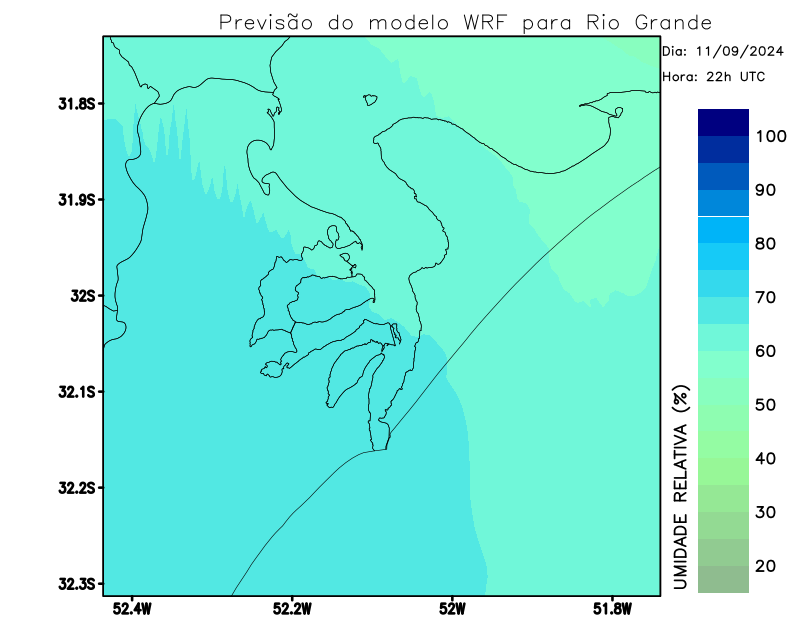 Previsão do modelo WRF para Rio Grande
Dia: 11/09/2024
Hora: 22h UTC
31.8S
31.9S
32S
32.1S
32.2S
32.3S
52.4W
52.2W
52W
51.8W
100
90
80
70
60
50
40
30
20
UMIDADE RELATIVA (%)